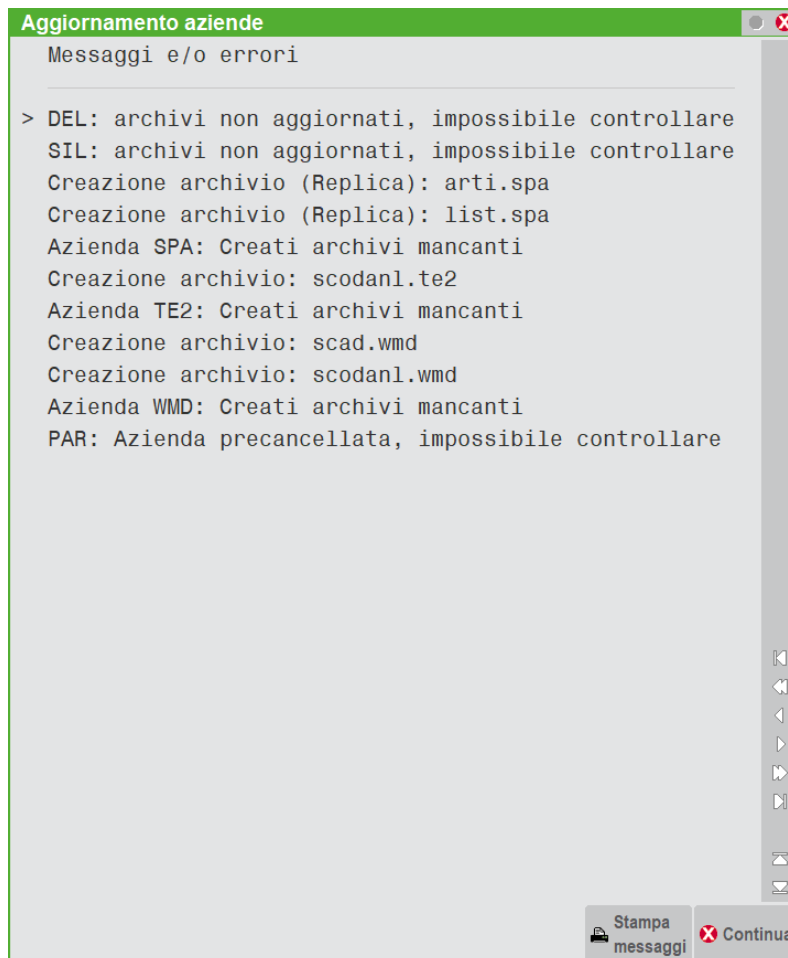 Aggiornamento aziende
Messaggi e/o errori
> DEL: archivi non aggiornati, impossibile controllare
SIL: archivi non aggiornati, impossibile controllare
Creazione archivio (Replica): arti.spa
Creazione archivio (Replica): list.spa
Azienda SPA: Creati archivi mancanti
Creazione archivio: scodanl.te2
Azienda TE2: Creati archivi mancanti
Creazione archivio: scad.wmd
Creazione archivio: scodanl.wmd
Azienda WMD: Creati archivi mancanti
PAR: Azienda precancellata, impossibile controllare
Stampa
messaggi
Continua